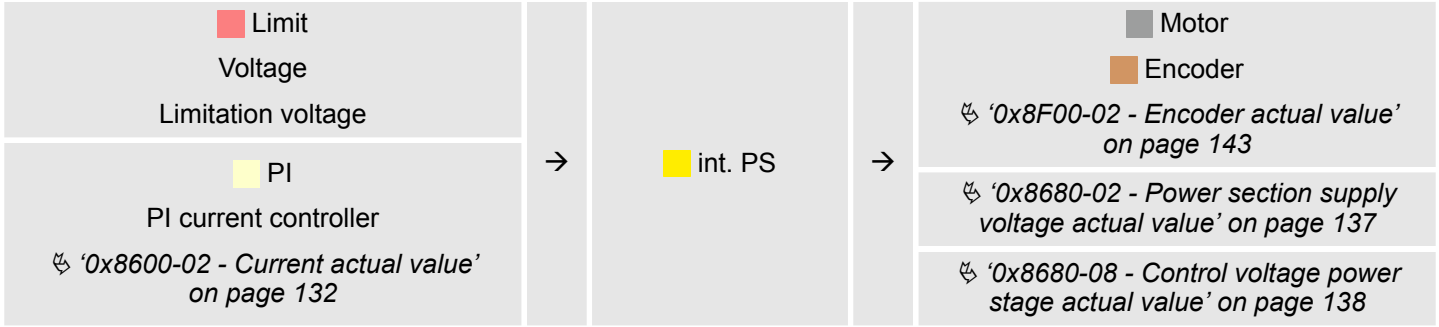 Limit
Voltage
Limitation voltage
PI
PI current controller
↳ '0x8600-02 - Current actual value'
on page 132
→
int. PS
→
Motor
Encoder
↳ '0x8F00-02 - Encoder actual value'
on page 143
↳ '0x8680-02 - Power section supply
voltage actual value' on page 137
↳ '0x8680-08 - Control voltage power
stage actual value' on page 138